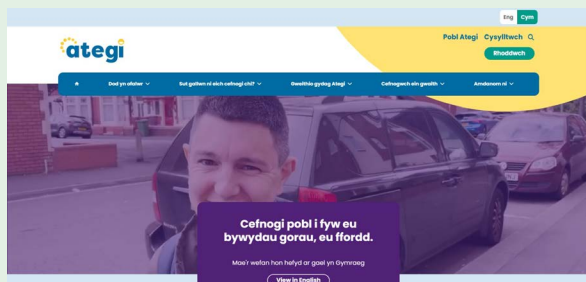 Eng Cym
Pobl Ategi Cysylltwch
ategi
Rhoddwch
Dod yn ofalwr Sut gallwn ni eich cefnogi chi? Gweithio gydag Ategi Cefnogwch ein gwaith Amdanom ni
Cefnogi pobl i fyw eu
bywydau gorau, eu ffordd.
Mae'r wefan hon hefyd ar gael yn Gymraeg
View in English